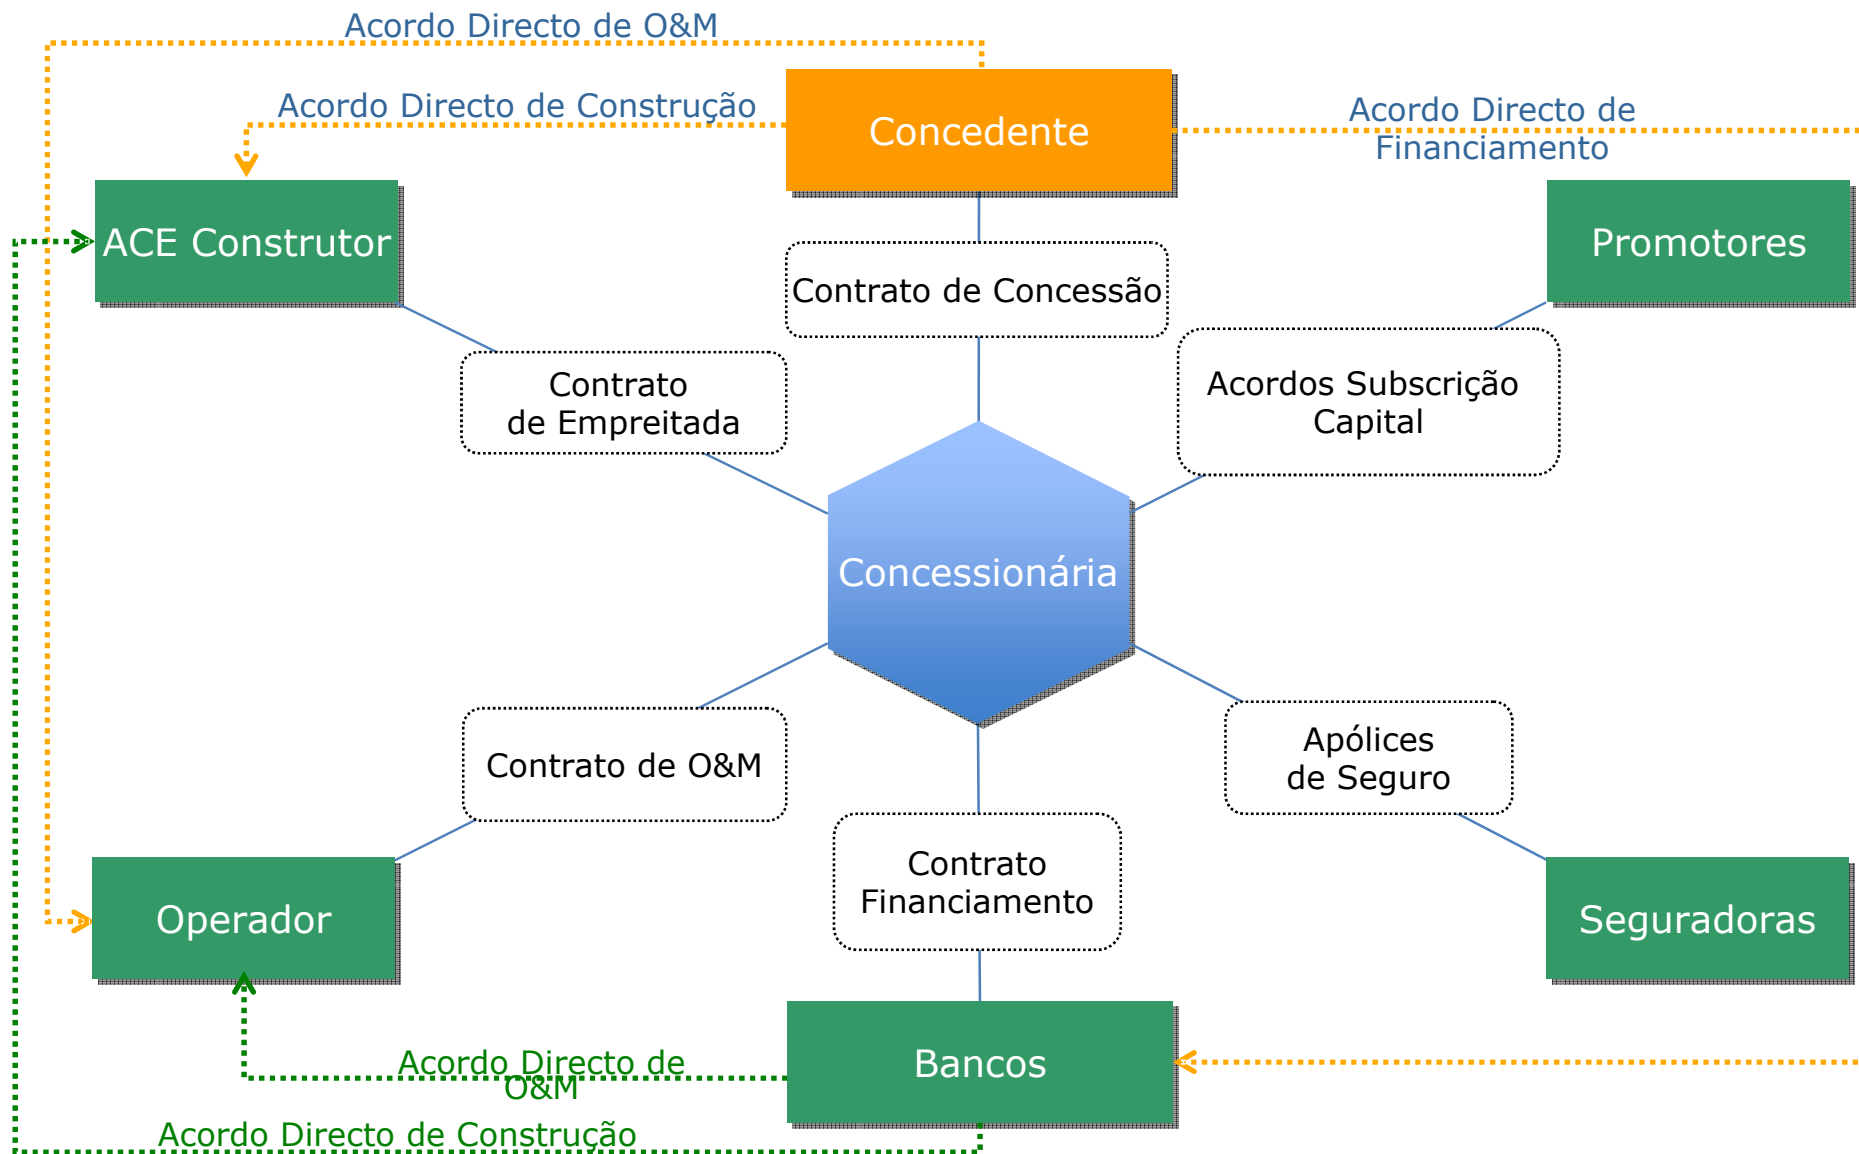 Acordo Directo de O&M
Acordo Directo de Construção
Concedente
Acordo Directo de
Financiamento
ACE Construtor
Promotores
Contrato de Concessão
Contrato
de Empreitada
Acordos Subscrição
Capital
Concessionária
Contrato de O&M
Apólices
de Seguro
Contrato
Financiamento
Operador
Seguradoras
Bancos
Acordo Directo de
O&M
Acordo Directo de Construção